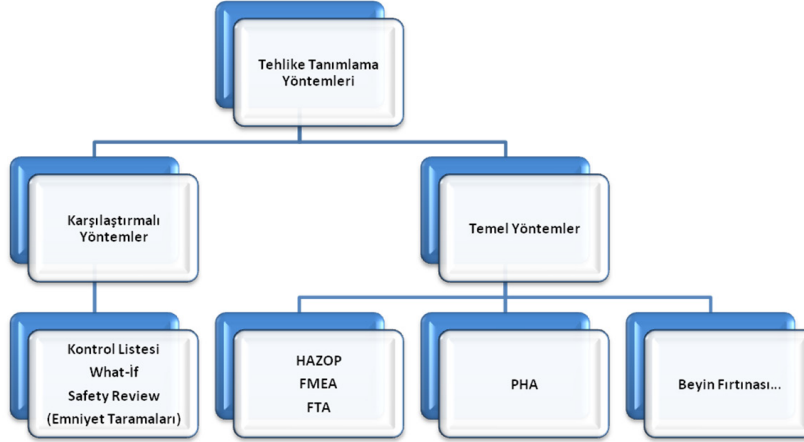 Tehlike Tanımlama
Yöntemleri
Karşılaştırmalı
Yöntemler
Temel Yöntemler
Kontrol Listesi
What-İf
Safety Review
(Emniyet Taramaları)
HAZOP
FMEA
FTA
PHA
Beyin Fırtınası...